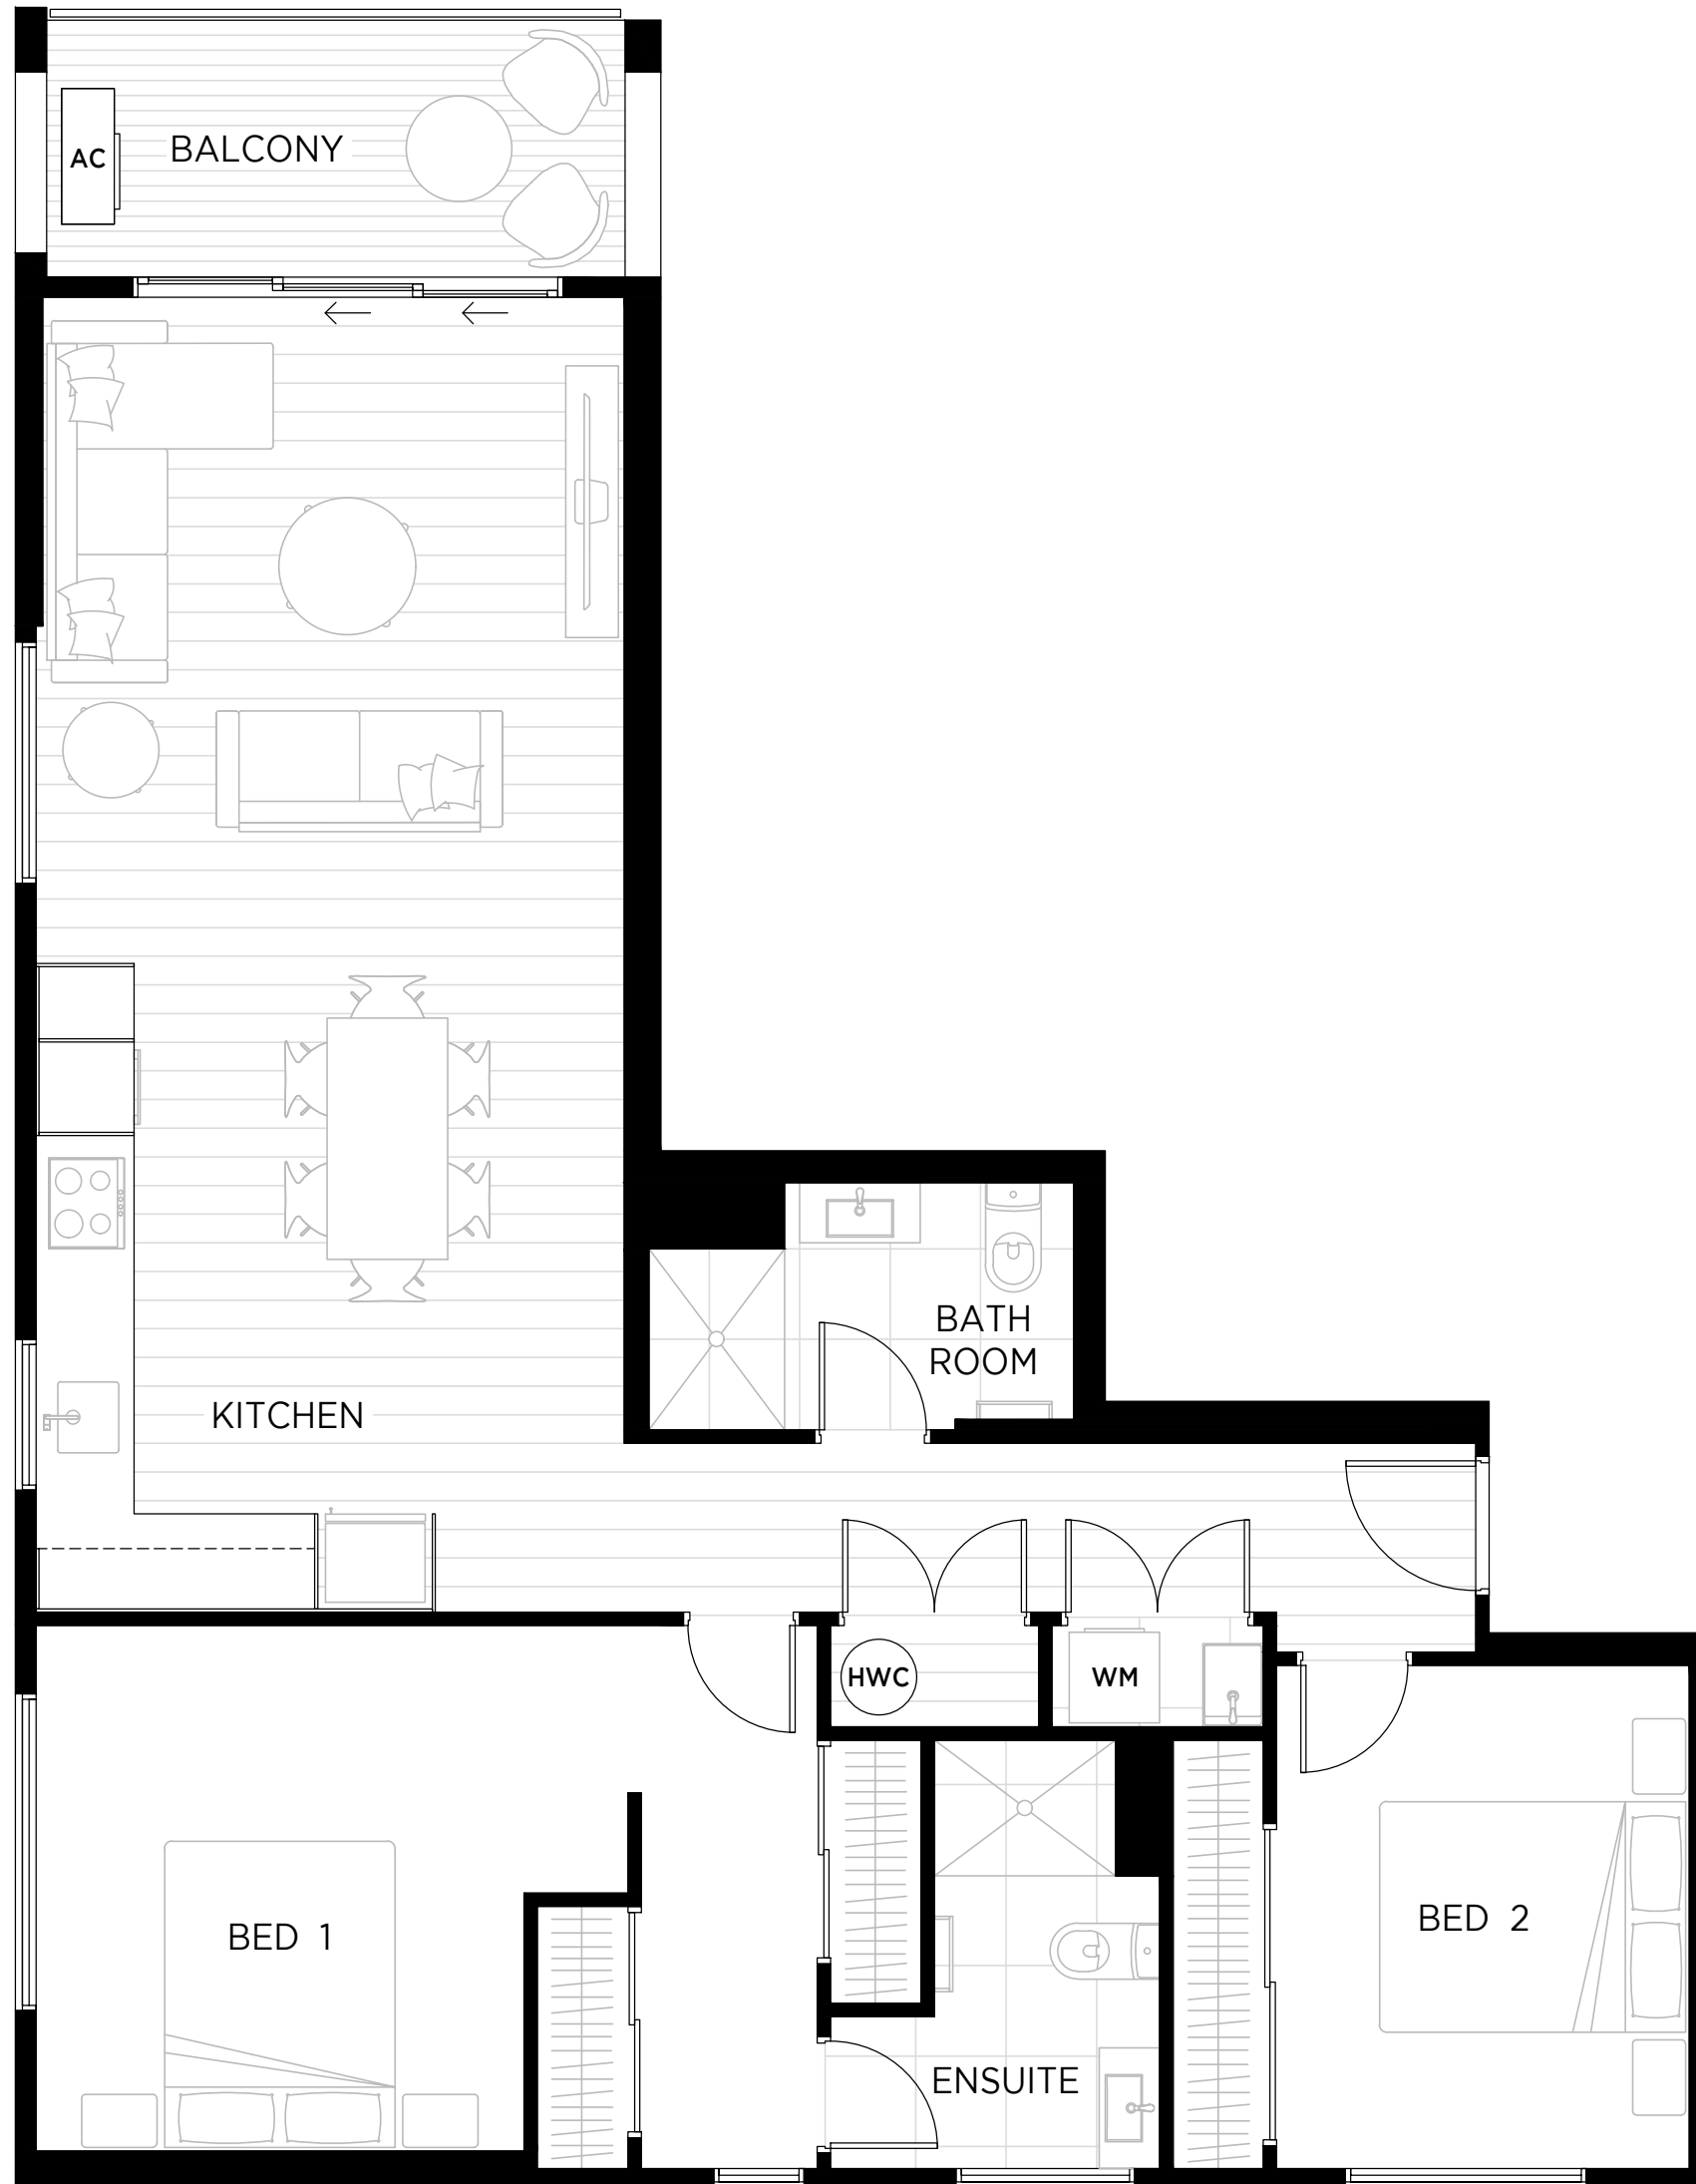 AC
BALCONY
BATH
ROOM
KITCHEN
HWC
WM
BED 1
BED 2
ENSUITE